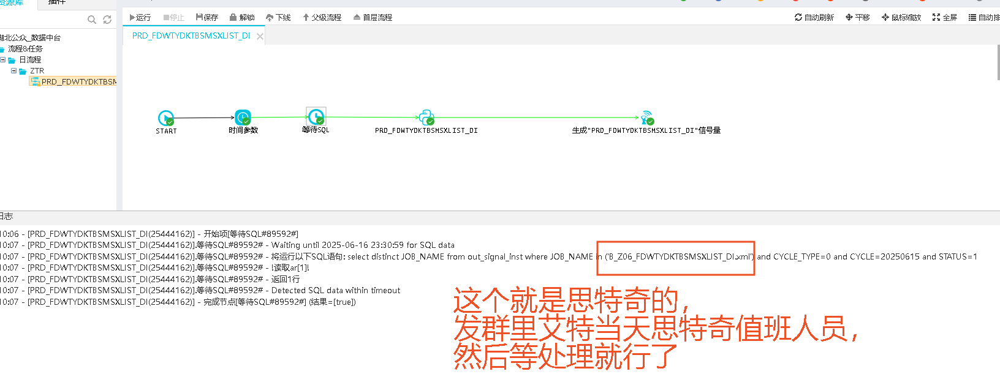 资源库 插件
运行 停止 保存 解锁 下线 父级流程 首层流程 自动刷新 平移 鼠标缩放 全屏 自动排
PRD_FDWTYDKTBSMSXLIST_DI
湖北公众_数据中台
流程&任务
日流程
ZTR
PRD_FDWTYDKTBSM
START
时间参数
等待SQL
PRD_FDWTYDKTBSMSXLIST_DI
生成"PRD_FDWTYDKTBSMSXLIST_DI"信号量
日志
10:06 - [PRD_FDWTYDKTBSMSXLIST_DI(25444162)] - 开始项[等待SQL#89592#]
10:07 - [PRD_FDWTYDKTBSMSXLIST_DI(25444162)].等待SQL#89592# - Waiting until 2025-06-16 23:30:59 for SQL data
10:07 - [PRD_FDWTYDKTBSMSXLIST_DI(25444162)].等待SQL#89592# - 将运行以下SQL语句: select distinct JOB_NAME from out_signal_inst where JOB_NAME in ('B_Z06_FDWTYDKTBSMSXLIST_DI.xml') and CYCLE_TYPE=0 and CYCLE=20250615 and STATUS=1
10:07 - [PRD_FDWTYDKTBSMSXLIST_DI(25444162)].等待SQL#89592# - !读取ar[1]!
10:07 - [PRD_FDWTYDKTBSMSXLIST_DI(25444162)].等待SQL#89592# - 返回1行
10:07 - [PRD_FDWTYDKTBSMSXLIST_DI(25444162)].等待SQL#89592# - Detected SQL data within timeout
10:07 - [PRD_FDWTYDKTBSMSXLIST_DI(25444162)] - 完成节点[等待SQL#89592#] (结果=[true])
这个就是思特奇的,
发群里艾特当天思特奇值班人员,
然后等处理就行了